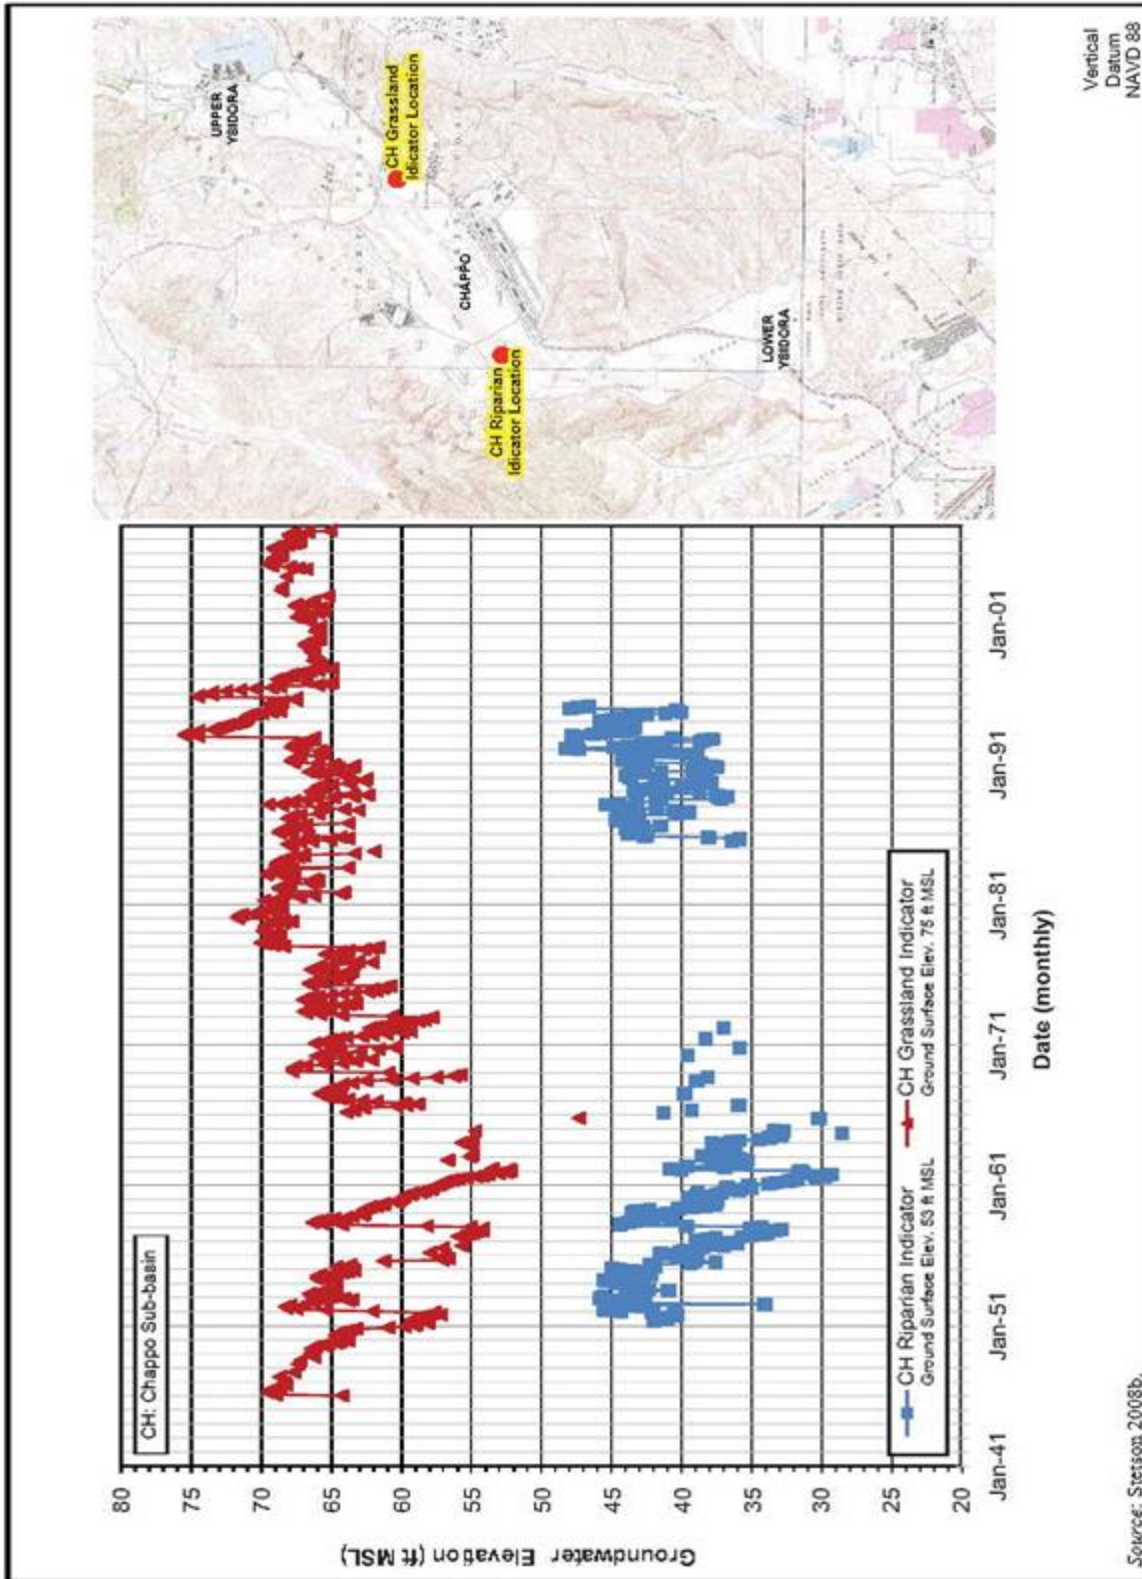 UPPER
YSIDORA
CH Grassland
Idicator Location
CHAPPO
CH Riparian
Idicator Location
LOWER
YSIDORA
Vertical
Datum
NAVD 88
CH: Chappo Sub-basin
80
75
70
65
60
55
50
45
40
35
30
25
20
Groundwater Elevation (ft MSL)
Jan-41
Jan-51
Jan-61
Jan-71
Jan-81
Jan-91
Jan-01
Date (monthly)
CH Riparian Indicator
Ground Surface Elev. 53 ft MSL
CH Grassland Indicator
Ground Surface Elev. 75 ft MSL
Source: Stetson 2008b.